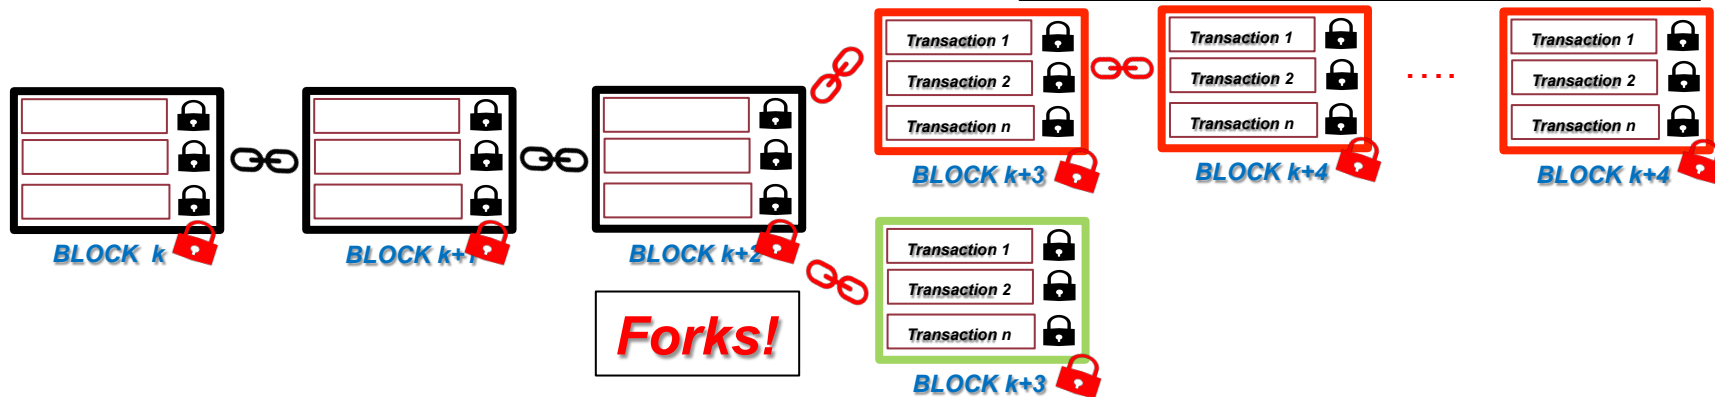 Transaction 1
Transaction 2
Transaction n
BLOCK k+3
Transaction 1
Transaction 2
Transaction n
BLOCK k+4
. . . .
Transaction 1
Transaction 2
Transaction n
BLOCK k+4
BLOCK k
BLOCK k+1
BLOCK k+2
Forks!
Transaction 1
Transaction 2
Transaction n
BLOCK k+3